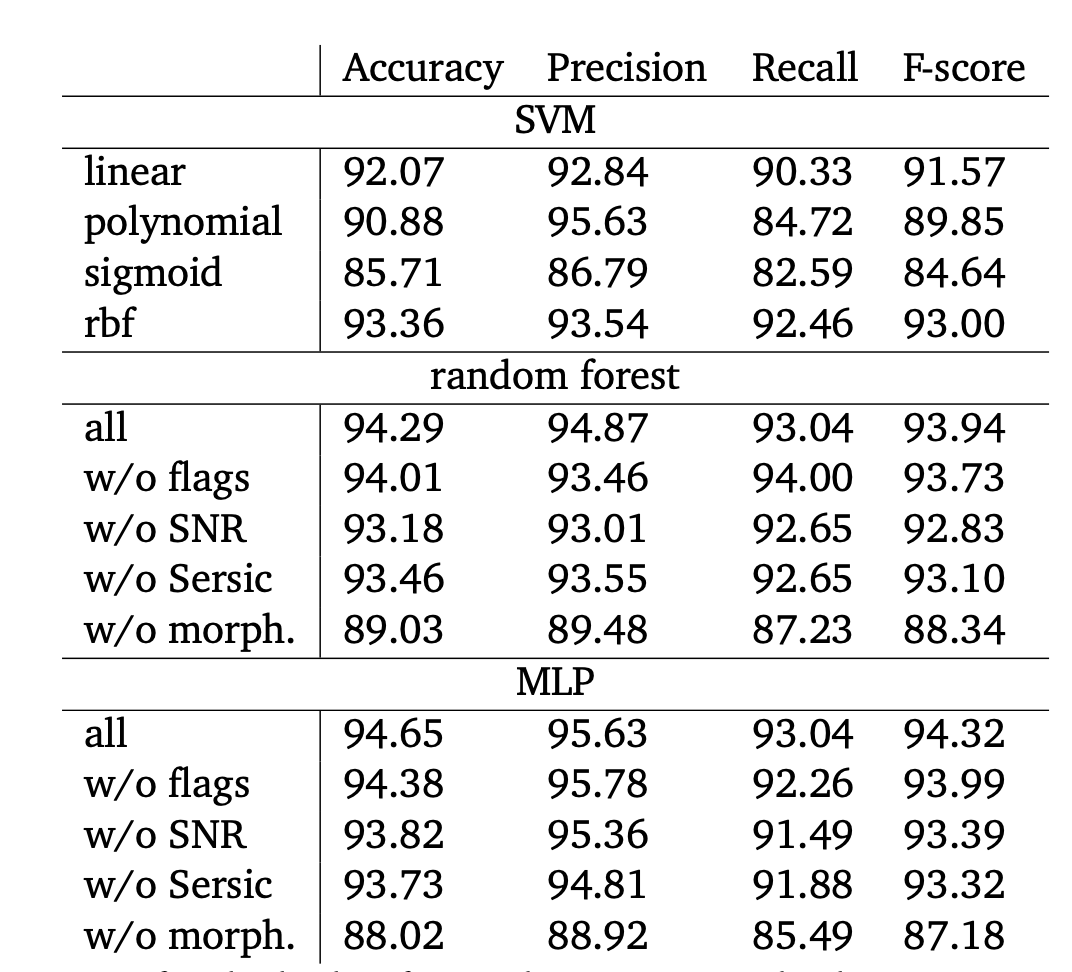 Accuracy Precision Recall F-score
SVM
linear 92.07 92.84 90.33 91.57
polynomial 90.88 95.63 84.72 89.85
sigmoid 85.71 86.79 82.59 84.64
rbf 93.36 93.54 92.46 93.00
random forest
all 94.29 94.87 93.04 93.94
w/o flags 94.01 93.46 94.00 93.73
w/o SNR 93.18 93.01 92.65 92.83
w/o Sersic 93.46 93.55 92.65 93.10
w/o morph. 89.03 89.48 87.23 88.34
MLP
all 94.65 95.63 93.04 94.32
w/o flags 94.38 95.78 92.26 93.99
w/o SNR 93.82 95.36 91.49 93.39
w/o Sersic 93.73 94.81 91.88 93.32
w/o morph. 88.02 88.92 85.49 87.18